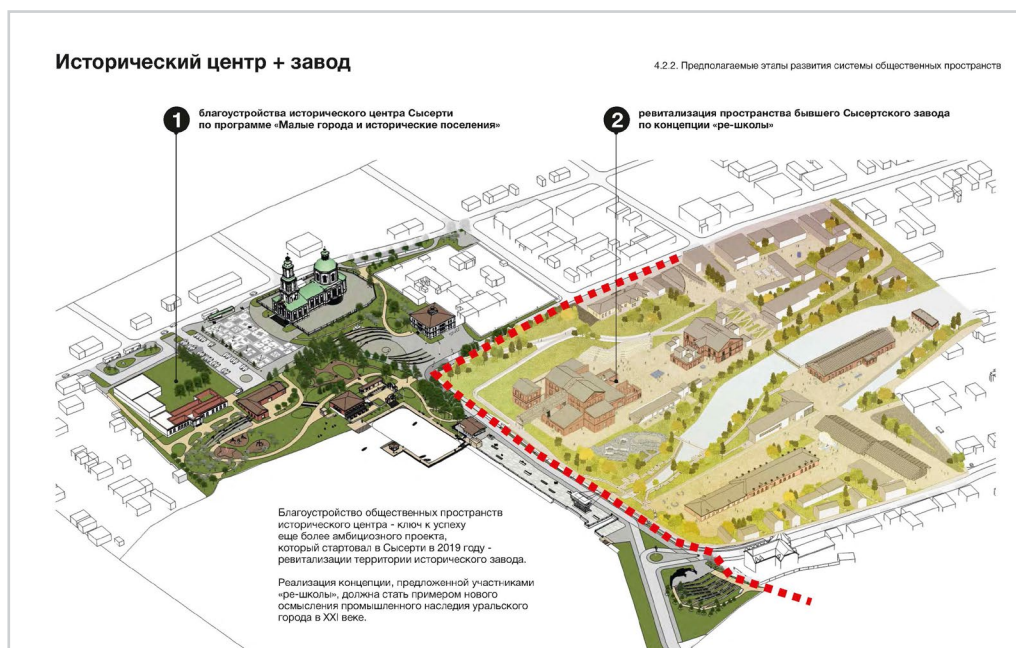 Исторический центр + завод
4.2.2. Предполагаемые этапы развития системы общественных пространств
1
благоустройства исторического центра Сысерти
по программе «Малые города и исторические поселения»
2
ревитализация пространства бывшего Сысертского завода
по концепции «ре-школы»
Благоустройство общественных пространств
исторического центра - ключ к успеху
еще более амбициозного проекта,
который стартовал в Сысерти в 2019 году -
ревитализации территории исторического завода.
Реализация концепции, предложенной участниками
«ре-школы», должна стать примером нового
осмысления промышленного наследия уральского
города в XXI веке.